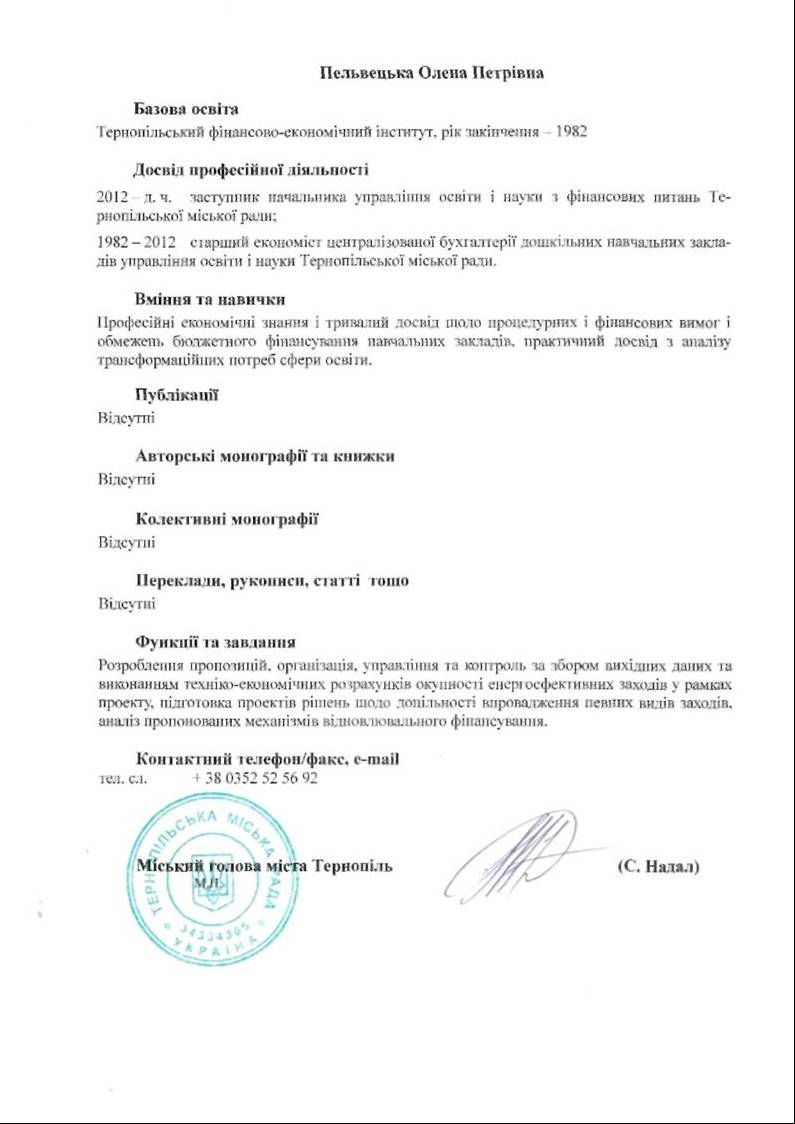 Пельвецька Олена Петрівна
Базова освіта
Тернопільський фінансово-економічний інститут, рік закінчення – 1982
Досвід професійної діяльності
2012 – д. ч. заступник начальника управління освіти і науки з фінансових питань Те-
рнопільської міської ради;
1982 – 2012 старший економіст централізованої бухгалтерії дошкільних навчальних закла-
дів управління освіти і науки Тернопільської міської ради.
Вміння та навички
Професійні економічні знання і тривалий досвід щодо процедурних і фінансових вимог і
обмежень бюджетного фінансування навчальних закладів, практичний досвід з аналізу
трансформаційних потреб сфери освіти.
Публікації
Відсутні
Авторські монографії та книжки
Відсутні
Колективні монографії
Відсутні
Переклади, рукописи, статті тощо
Відсутні
Функції та завдання
Розроблення пропозицій, організація, управління та контроль за збором вихідних даних та
виконанням техніко-економічних розрахунків окупності енергоефективних заходів у рамках
проекту, підготовка проектів рішень щодо доцільності впровадження певних видів заходів,
аналіз пропонованих механізмів відновлювального фінансування.
Контактний телефон/факс, e-mail
тел. сл. + 38 0352 52 56 92
ТЕРНОПІЛЬСЬКА МІСЬКА РАДА
Міський голова міста Тернопіль (С. Надал)
М.П.
34334305
УКРАЇНА